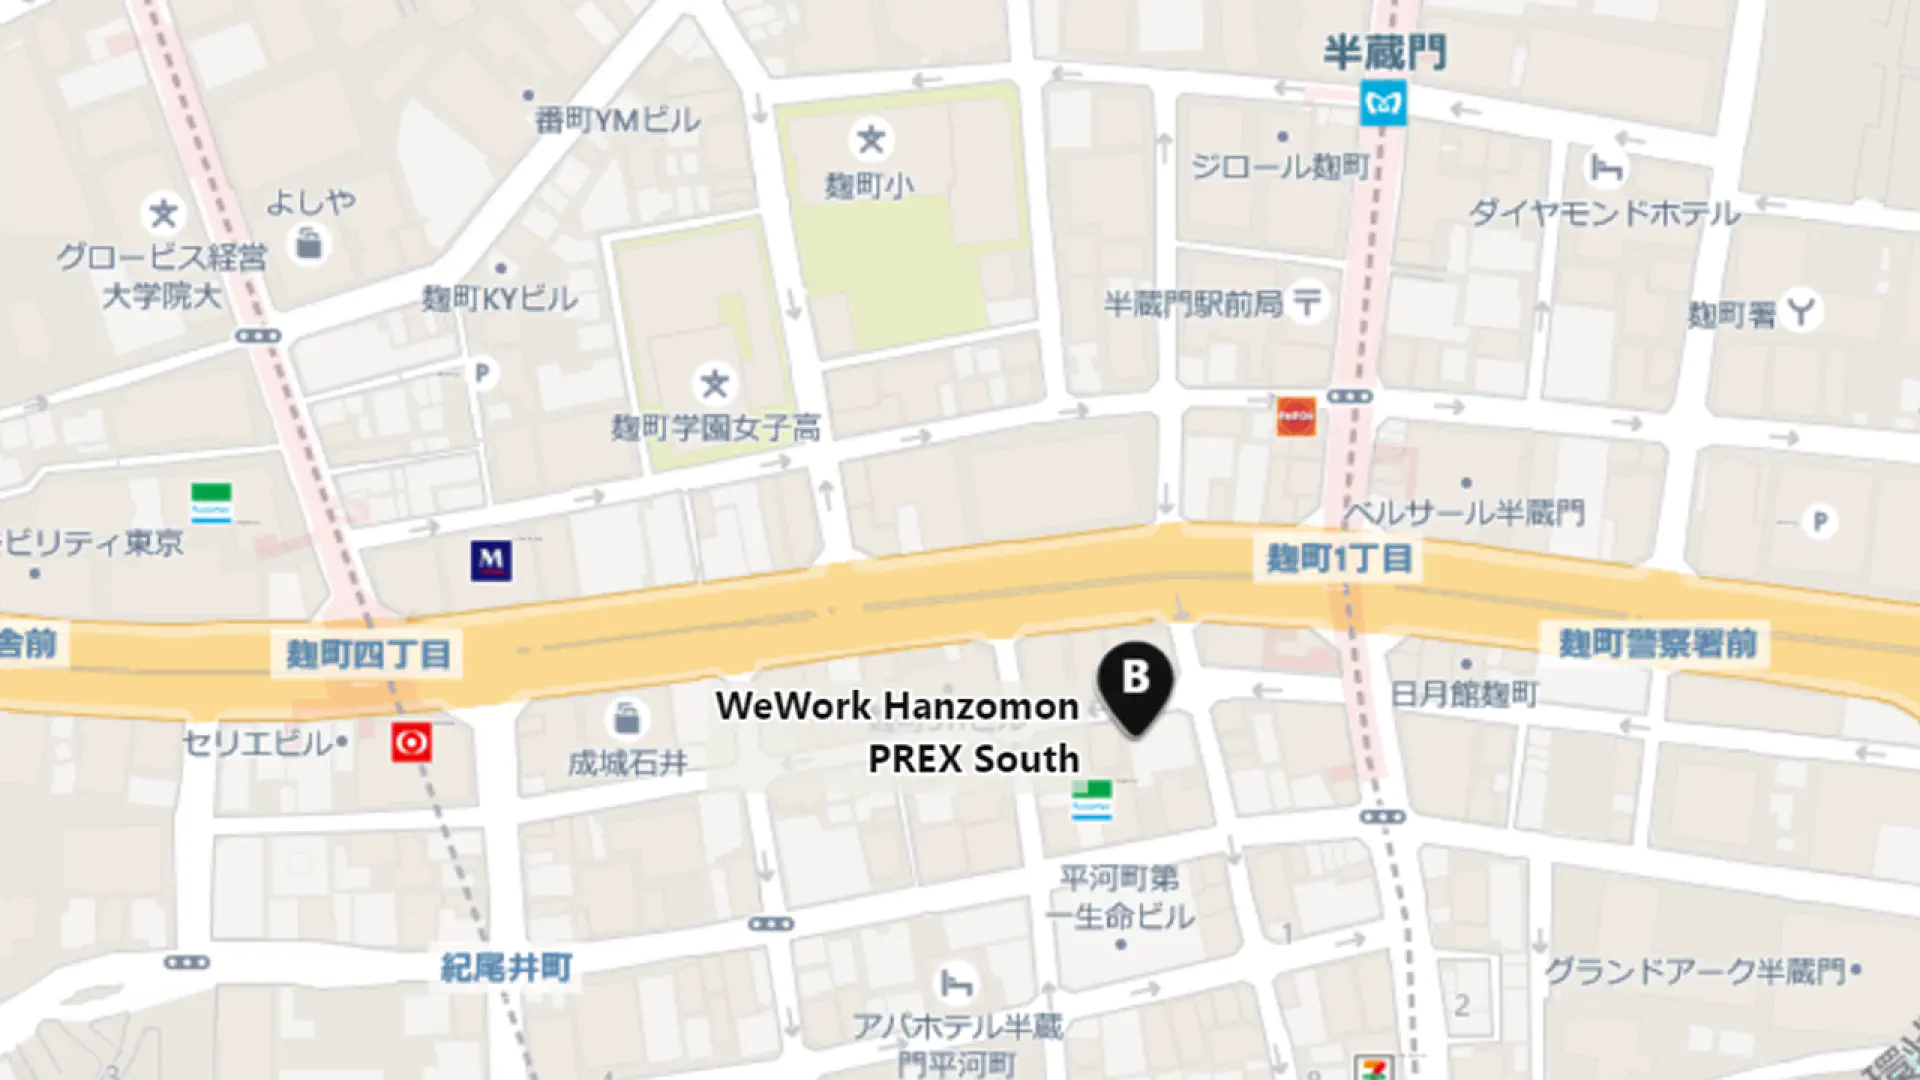 半蔵門
番町YMビル
麹町小
ジロール麹町
よしや
ダイヤモンドホテル
グロービス経営
大学院大
麹町KYビル
半蔵門駅前局
麹町署
P
麹町学園女子高
ベルサール半蔵門
P
ビリティ東京
M
麹町1丁目
舎前
麹町四丁目
麹町警察署前
B
日月館麹町
WeWork Hanzomon
PREX South
セリエビル
成城石井
平河町第
一生命ビル
1
紀尾井町
グランドアーク半蔵門
2
アパホテル半蔵
門平河町
7
3